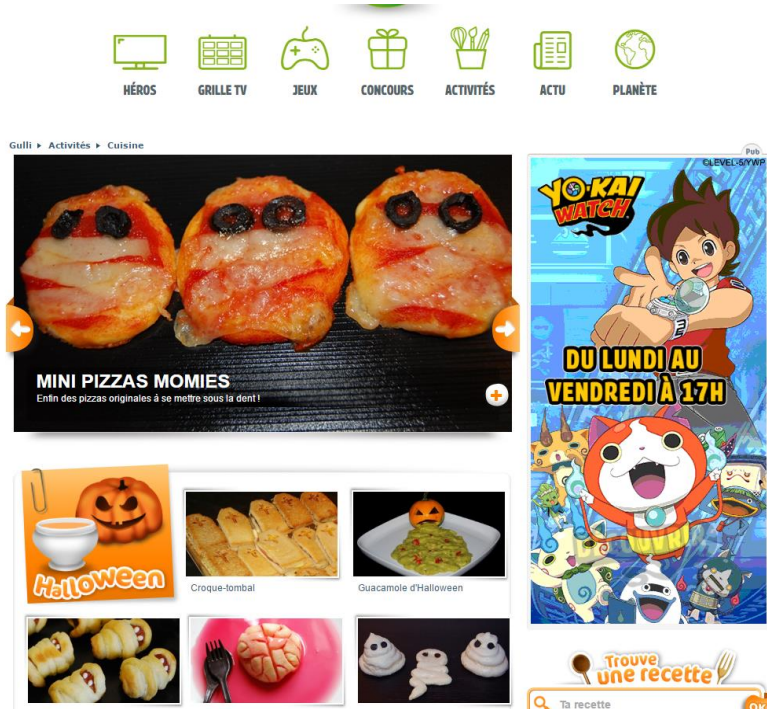 HÉROS
GRILLE TV
JEUX
CONCOURS
ACTIVITÉS
ACTU
PLANÈTE
Gulli ▸ Activités ▸ Cuisine
Pub
MINI PIZZAS MOMIES
Enfin des pizzas originales à se mettre sous la dent !
©LEVEL-5/YWP
YO-KAI
WATCH
DU LUNDI AU
VENDREDI À 17H
Halloween
Croque-tombal
Guacamole d'Halloween
Trouve
une recette
Ta recette
OK